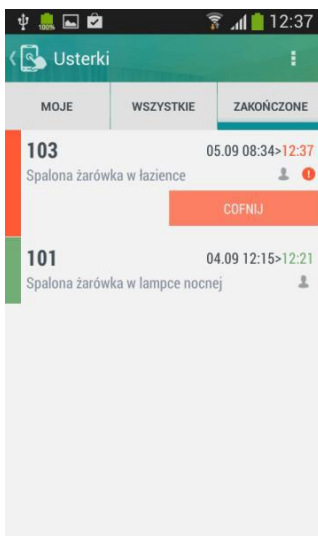 100%
12:37
Usterki
MOJE
WSZYSTKIE
ZAKOŃCZONE
103
05.09 08:34>12:37
Spalona żarówka w łazience
COFNIJ
101
04.09 12:15>12:21
Spalona żarówka w lampce nocnej